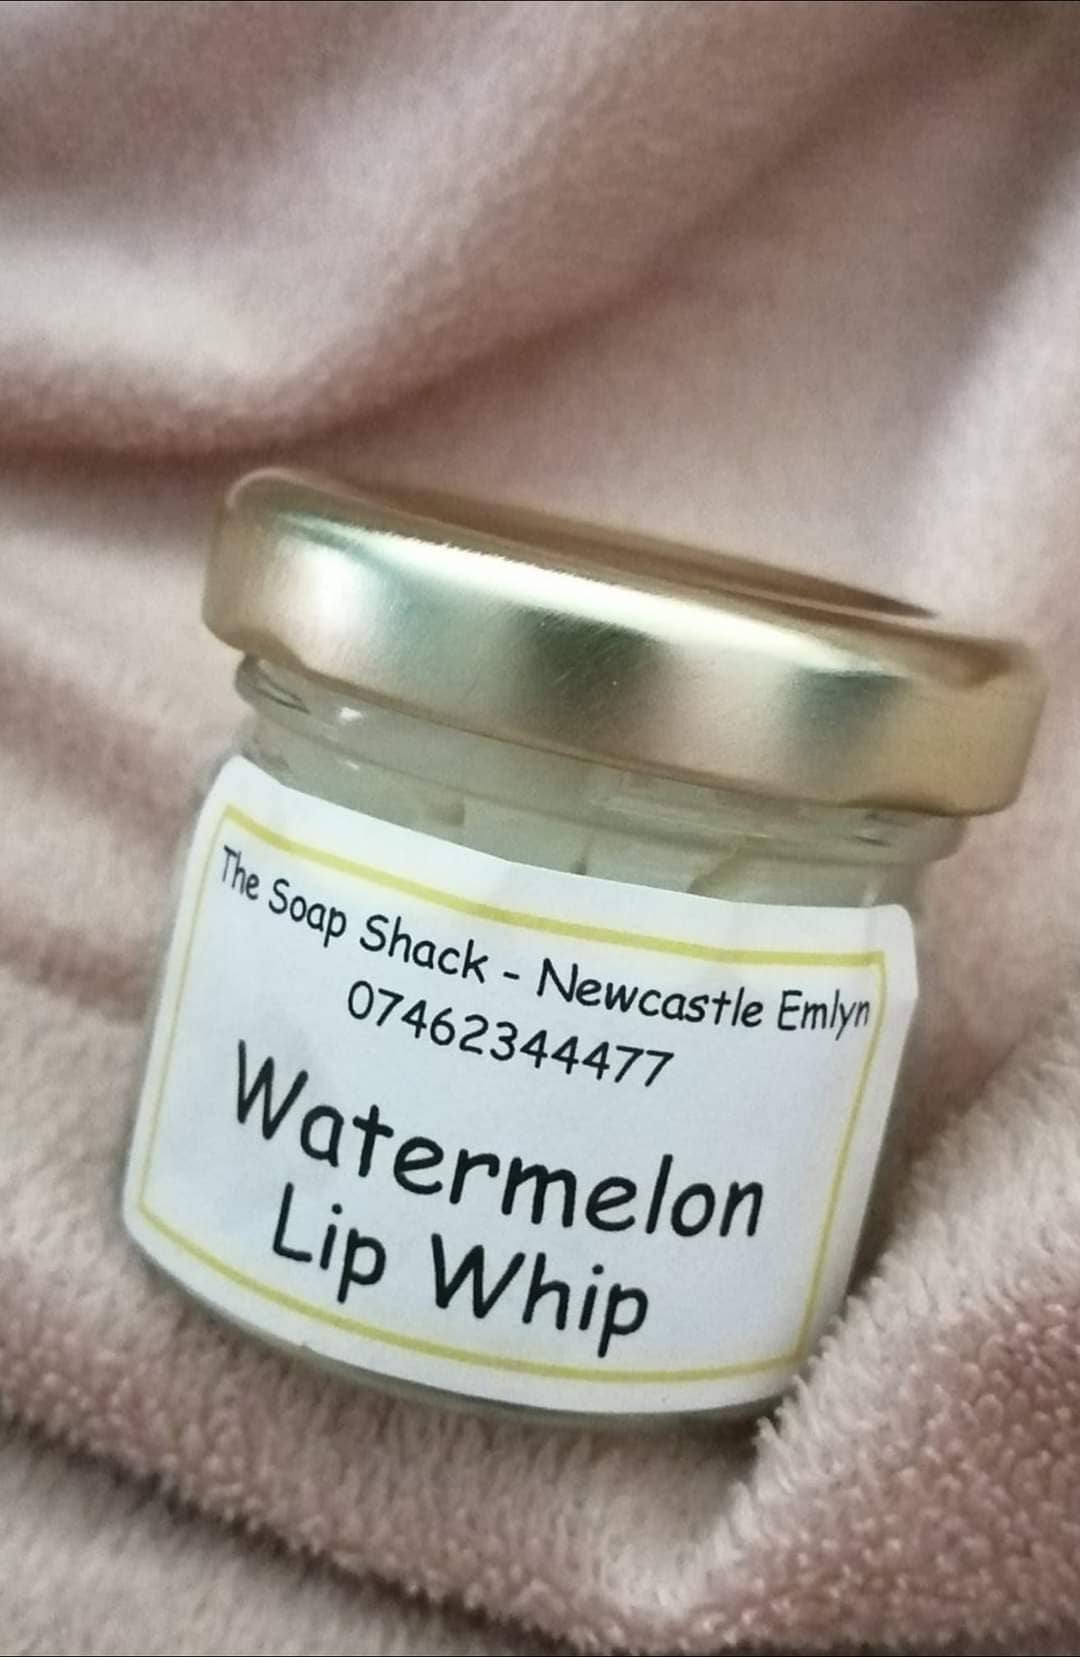 The Soap Shack - Newcastle Emlyn
07462344477
Watermelon
Lip Whip